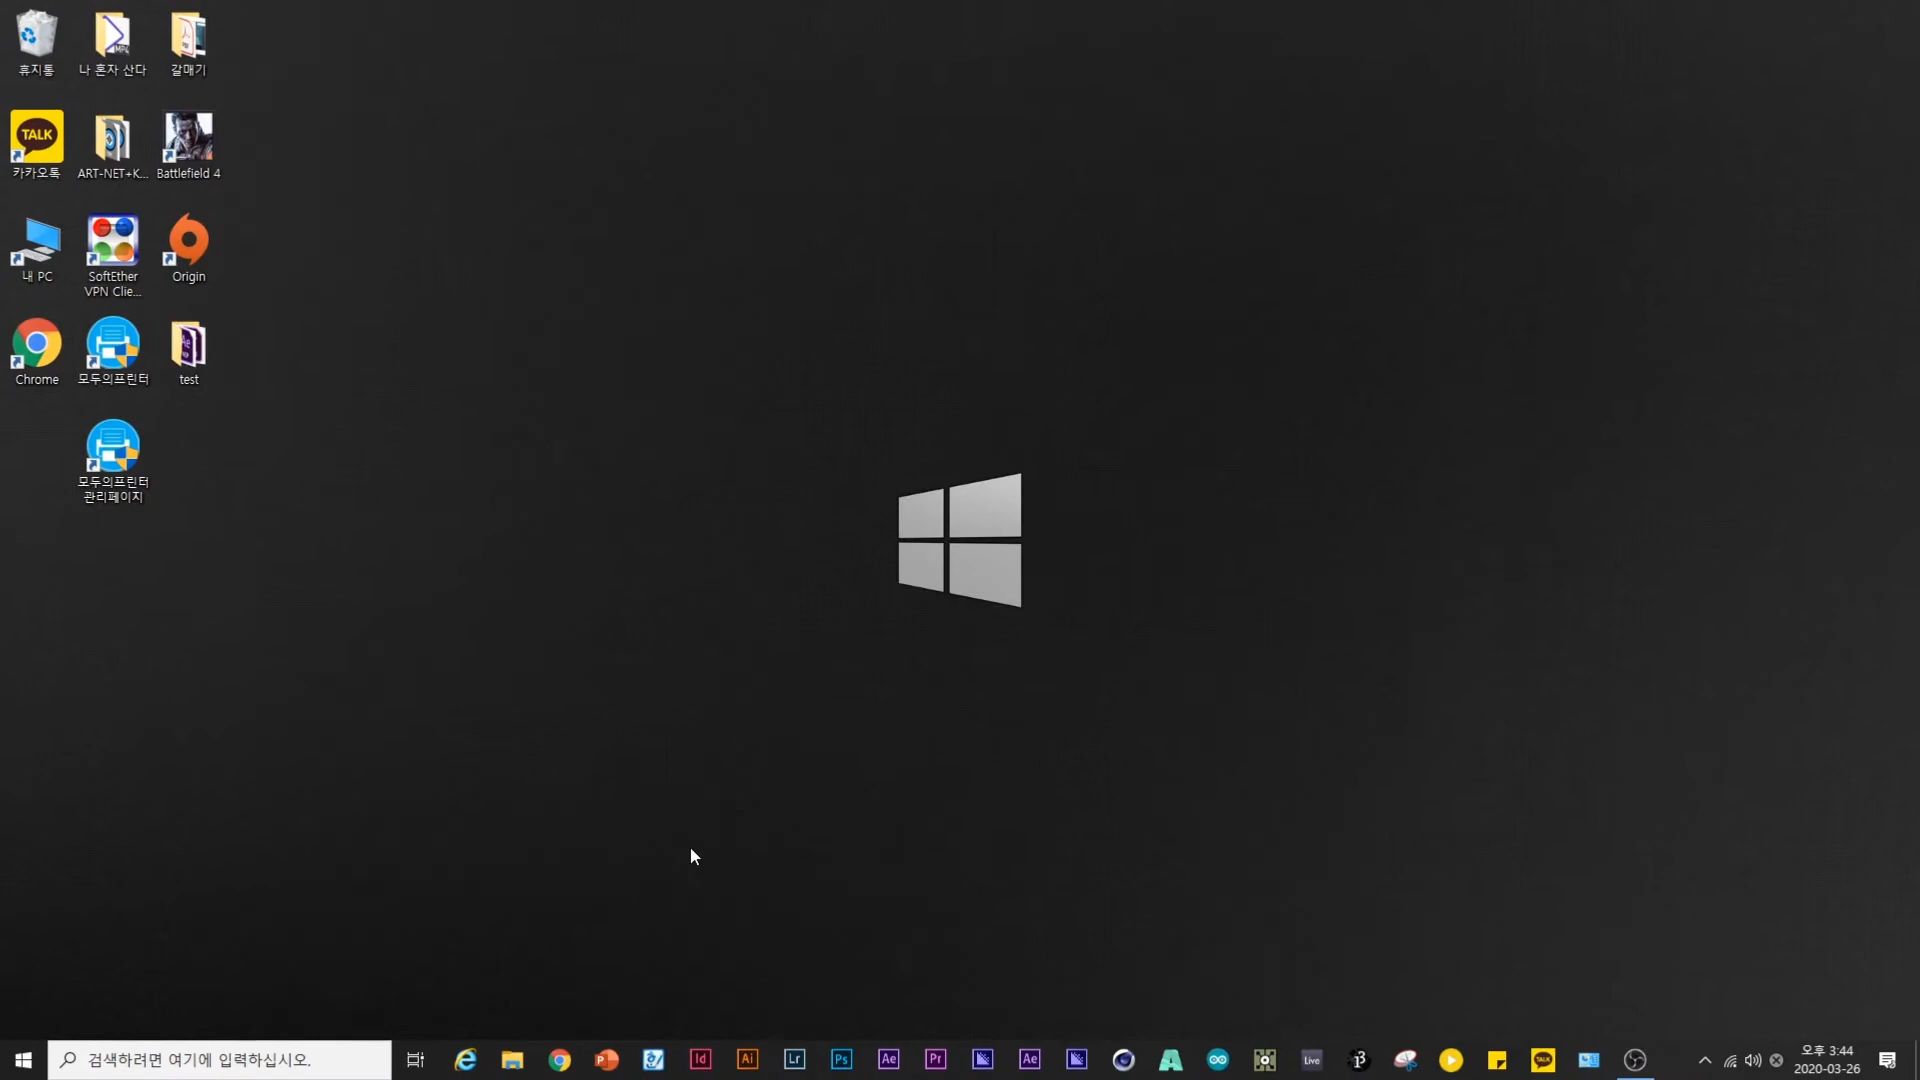 휴지통
나 혼자 산다
갈매기
TALK
카카오톡
ART-NET+K...
Battlefield 4
내 PC
SoftEther
VPN Clie...
Origin
Chrome
모두의프린터
test
모두의프린터
관리페이지
검색하려면 여기에 입력하십시오.
Id
Ai
Lr
Ps
Ae
Pr
Ae
Live
TALK
오후 3:44
2020-03-26